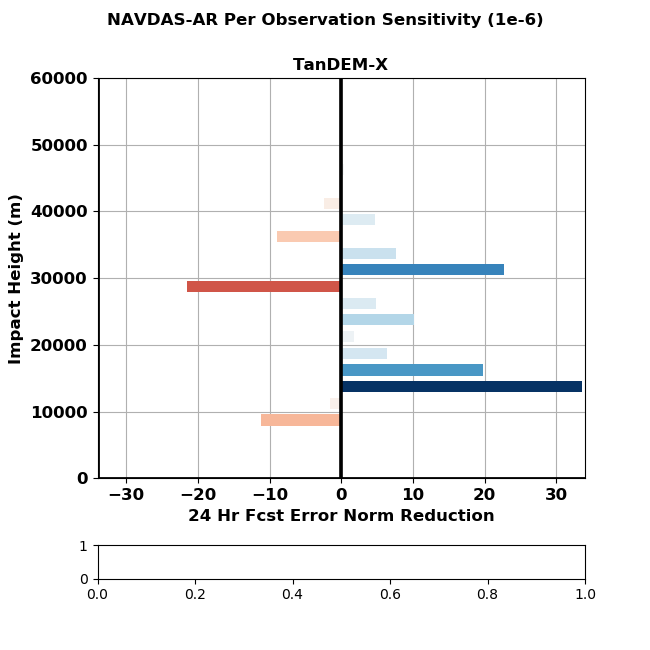 NAVDAS-AR Per Observation Sensitivity (1e-6)
TanDEM-X
60000
50000
40000
30000
20000
10000
0
Impact Height (m)
−30 −20 −10 0 10 20 30
24 Hr Fcst Error Norm Reduction
1
0
0.0 0.2 0.4 0.6 0.8 1.0